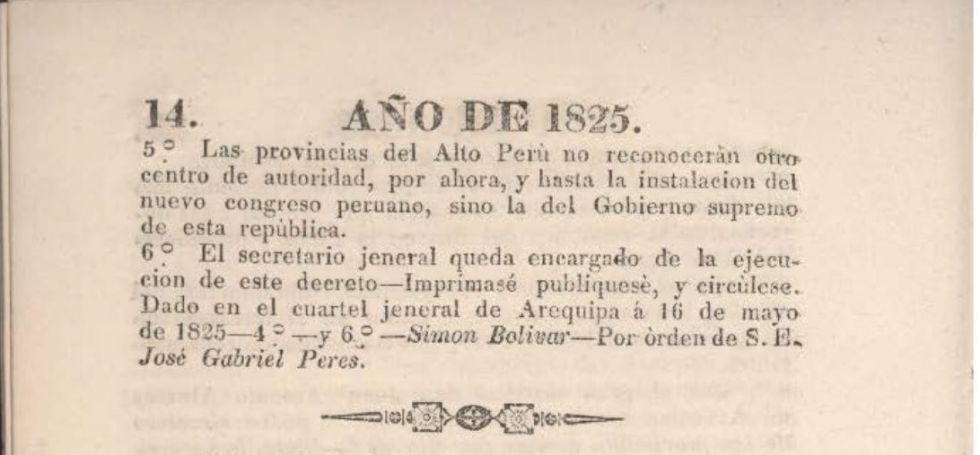 14. AÑO DE 1825.
5.º Las provincias del Alto Perù no reconoceràn otro
centro de autoridad, por ahora, y hasta la instalacion del
nuevo congreso peruano, sino la del Gobierno supremo
de esta repùblica.
6.º El secretario jeneral queda encargado de la ejecu-
cion de este decreto—Imprimasé publiquesè, y circùlese.
Dado en el cuartel jeneral de Arequipa á 16 de mayo
de 1825—4.º—y 6.º—Simon Bolivar—Por òrden de S. E.
José Gabriel Peres.